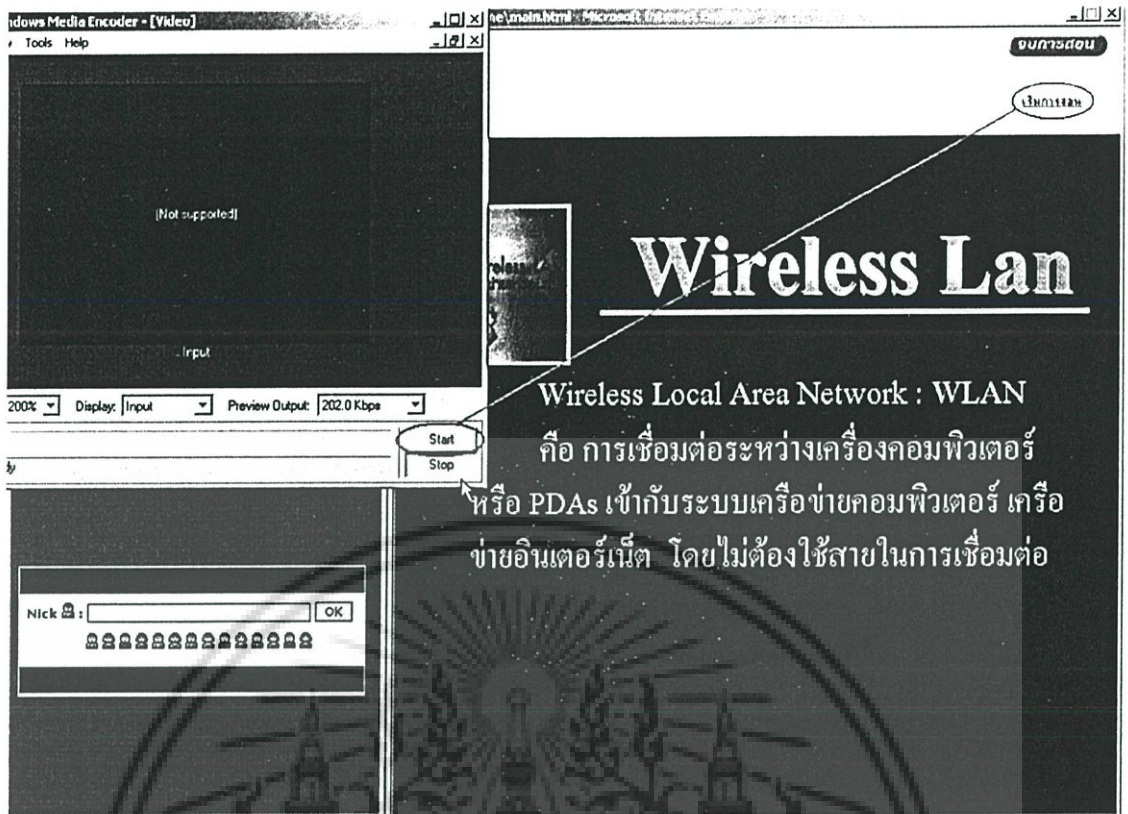 ndows Media Encoder - [Video]
Tools Help
[Not supported]
Input
200% Display: Input Preview Output: 202.0 Kbps
Start
Stop
Nick : OK
ne\main.html - Microsoft
จบการสอน
เริ่มการสอน
Wireless Lan
Wireless Local Area Network : WLAN
คือ การเชื่อมต่อระหว่างเครื่องคอมพิวเตอร์
หรือ PDAs เข้ากับระบบเครือข่ายคอมพิวเตอร์ เครือ
ข่ายอินเตอร์เน็ต โดยไม่ต้องใช้สายในการเชื่อมต่อ